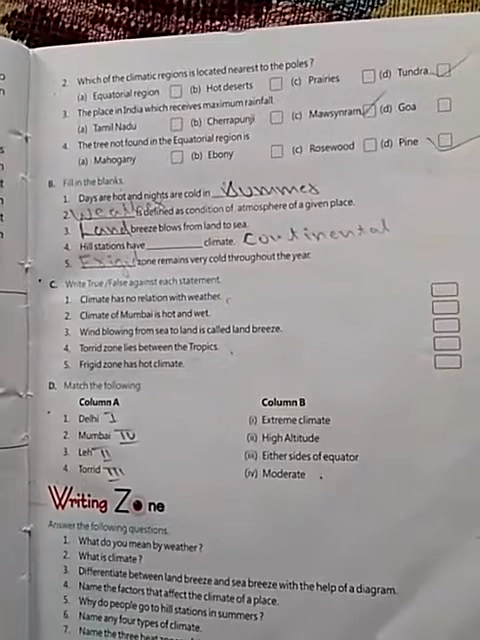 2. Which of the climatic regions is located nearest to the poles?
(a) Equatorial region (b) Hot deserts (c) Prairies (d) Tundra
3. The place in India which receives maximum rainfall
(a) Tamil Nadu (b) Cherrapunji (c) Mawsynram (d) Goa
4. The tree not found in the Equatorial region is
(a) Mahogany (b) Ebony (c) Rosewood (d) Pine
B. Fill in the blanks.
1. Days are hot and nights are cold in Summes
2. Weather is defined as condition of atmosphere of a given place.
3. Land breeze blows from land to sea.
4. Hill stations have ________ climate. Continental
5. Frigid zone remains very cold throughout the year.
C. Write True/False against each statement.
1. Climate has no relation with weather.
2. Climate of Mumbai is hot and wet.
3. Wind blowing from sea to land is called land breeze.
4. Torrid zone lies between the Tropics.
5. Frigid zone has hot climate.
D. Match the following
Column A Column B
1. Delhi I (i) Extreme climate
2. Mumbai IV (ii) High Altitude
3. Leh II (iii) Either sides of equator
4. Torrid III (iv) Moderate
Writing Zone
Answer the following questions.
1. What do you mean by weather?
2. What is climate?
3. Differentiate between land breeze and sea breeze with the help of a diagram.
4. Name the factors that affect the climate of a place.
5. Why do people go to hill stations in summers?
6. Name any four types of climate.
7. Name the three heat